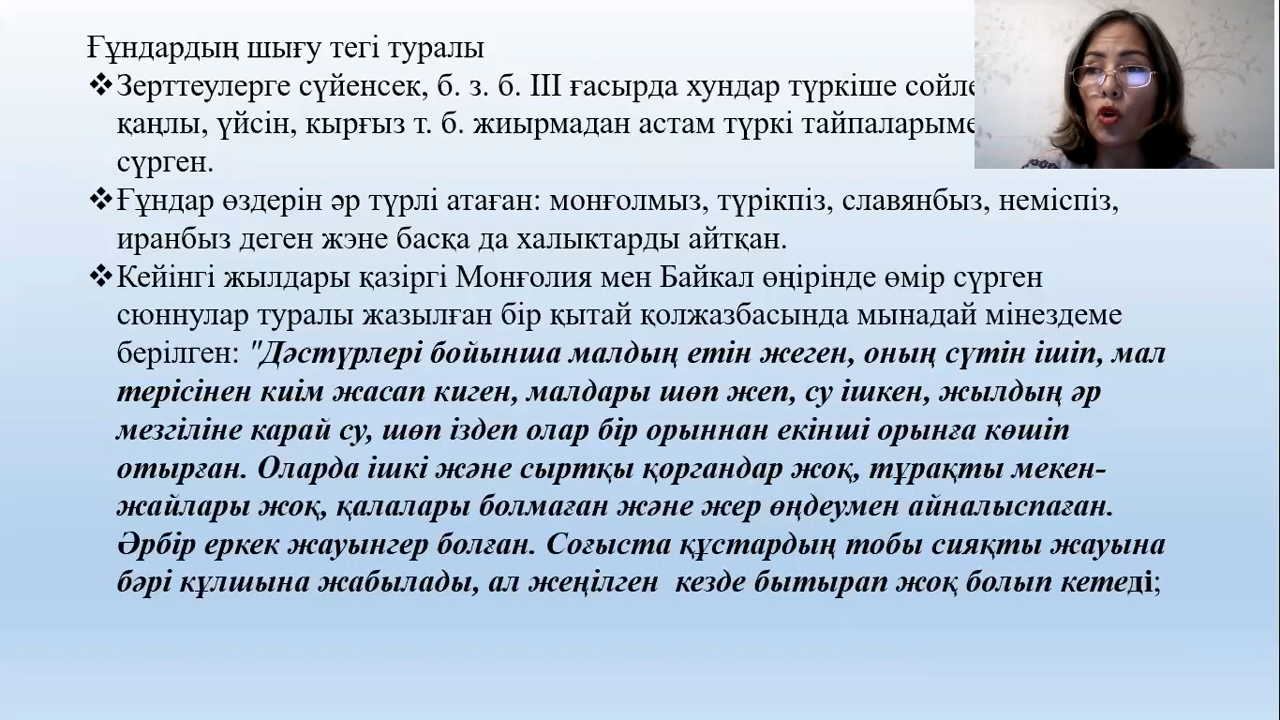 Ғұндардың шығу тегі туралы
❖Зерттеулерге сүйенсек, б. з. б. III ғасырда хундар түркіше
қаңлы, үйсін, кырғыз т. б. жиырмадан астам түркі
сүрген.
❖Ғұндар өздерін әр түрлі атаған: монғолмыз, түрікпіз, славянбыз, неміспіз,
иранбыз деген жэне басқа да халыктарды айтқан.
❖Кейінгі жылдары қазіргі Монғолия мен Байкал өңірінде өмір сүрген
сюннулар туралы жазылған бір қытай қолжазбасында мынадай мінездеме
берілген: "Дәстүрлері бойынша малдың етін жеген, оның сүтін ішіп, мал
терісінен киім жасап киген, малдары шөп жеп, су ішкен, жылдың әр
мезгіліне карай су, шөп іздеп олар бір орыннан екінші орынға көшіп
отырған. Оларда ішкі және сыртқы қоргандар жоқ, тұрақты мекен-
жайлары жоқ, қалалары болмаған және жер өңдеумен айналыспаған.
Әрбір еркек жауынгер болған. Соғыста құстардың тобы сияқты жауына
бәрі құлшына жабылады, ал жеңілген кезде бытырап жоқ болып кетеді;